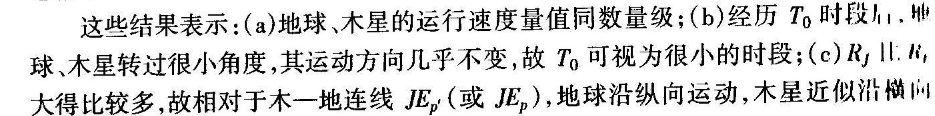 这些结果表示:(a)地球、木星的运行速度量值同数量级;(b)经历 T₀ 时段后,地
球、木星转过很小角度,其运动方向几乎不变,故 T₀ 可视为很小的时段;(c)R_J 比
大得比较多,故相对于木—地连线 JE_p′(或 JE_p),地球沿纵向运动,木星近似沿横向